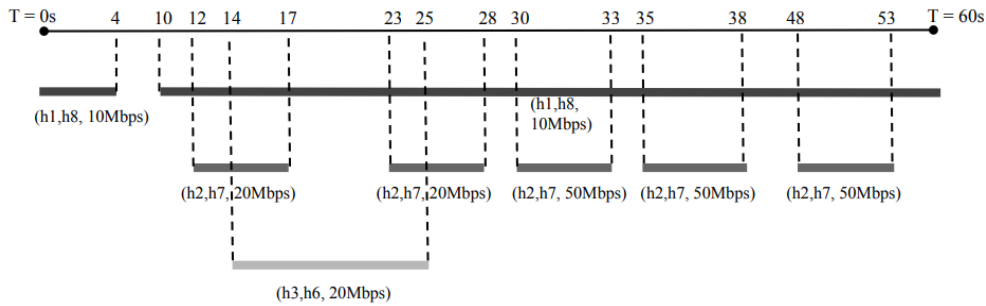 T = 0s 4 10 12 14 17 23 25 28 30 33 35 38 48 53 T = 60s
(h1,h8, 10Mbps)
(h1,h8,
10Mbps)
(h2,h7, 20Mbps) (h2,h7, 20Mbps) (h2,h7, 50Mbps) (h2,h7, 50Mbps) (h2,h7, 50Mbps)
(h3,h6, 20Mbps)